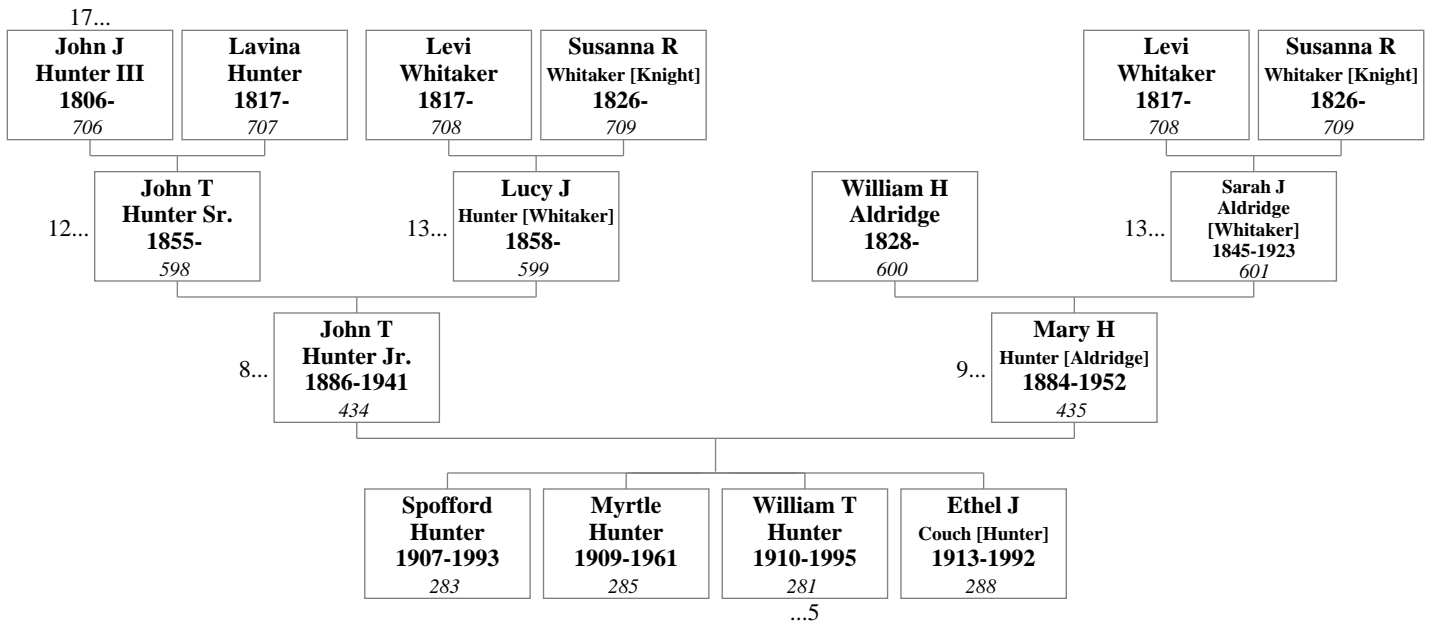 17...
John J
Hunter III
1806-
706
Lavina
Hunter
1817-
707
Levi
Whitaker
1817-
708
Susanna R
Whitaker [Knight]
1826-
709
Levi
Whitaker
1817-
708
Susanna R
Whitaker [Knight]
1826-
709
12...
John T
Hunter Sr.
1855-
598
13...
Lucy J
Hunter [Whitaker]
1858-
599
William H
Aldridge
1828-
600
13...
Sarah J
Aldridge
[Whitaker]
1845-1923
601
8...
John T
Hunter Jr.
1886-1941
434
9...
Mary H
Hunter [Aldridge]
1884-1952
435
Spofford
Hunter
1907-1993
283
Myrtle
Hunter
1909-1961
285
William T
Hunter
1910-1995
281
Ethel J
Couch [Hunter]
1913-1992
288
...5